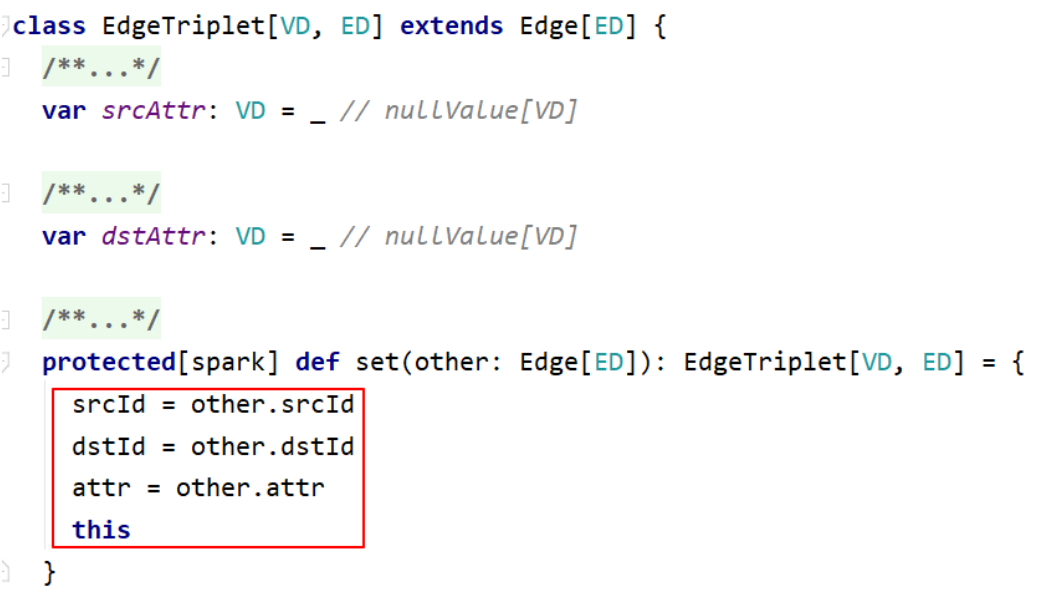 class EdgeTriplet[VD, ED] extends Edge[ED] {
/**...*/
var srcAttr: VD = _ // nullValue[VD]
/**...*/
var dstAttr: VD = _ // nullValue[VD]
/**...*/
protected[spark] def set(other: Edge[ED]): EdgeTriplet[VD, ED] = {
srcId = other.srcId
dstId = other.dstId
attr = other.attr
this
}